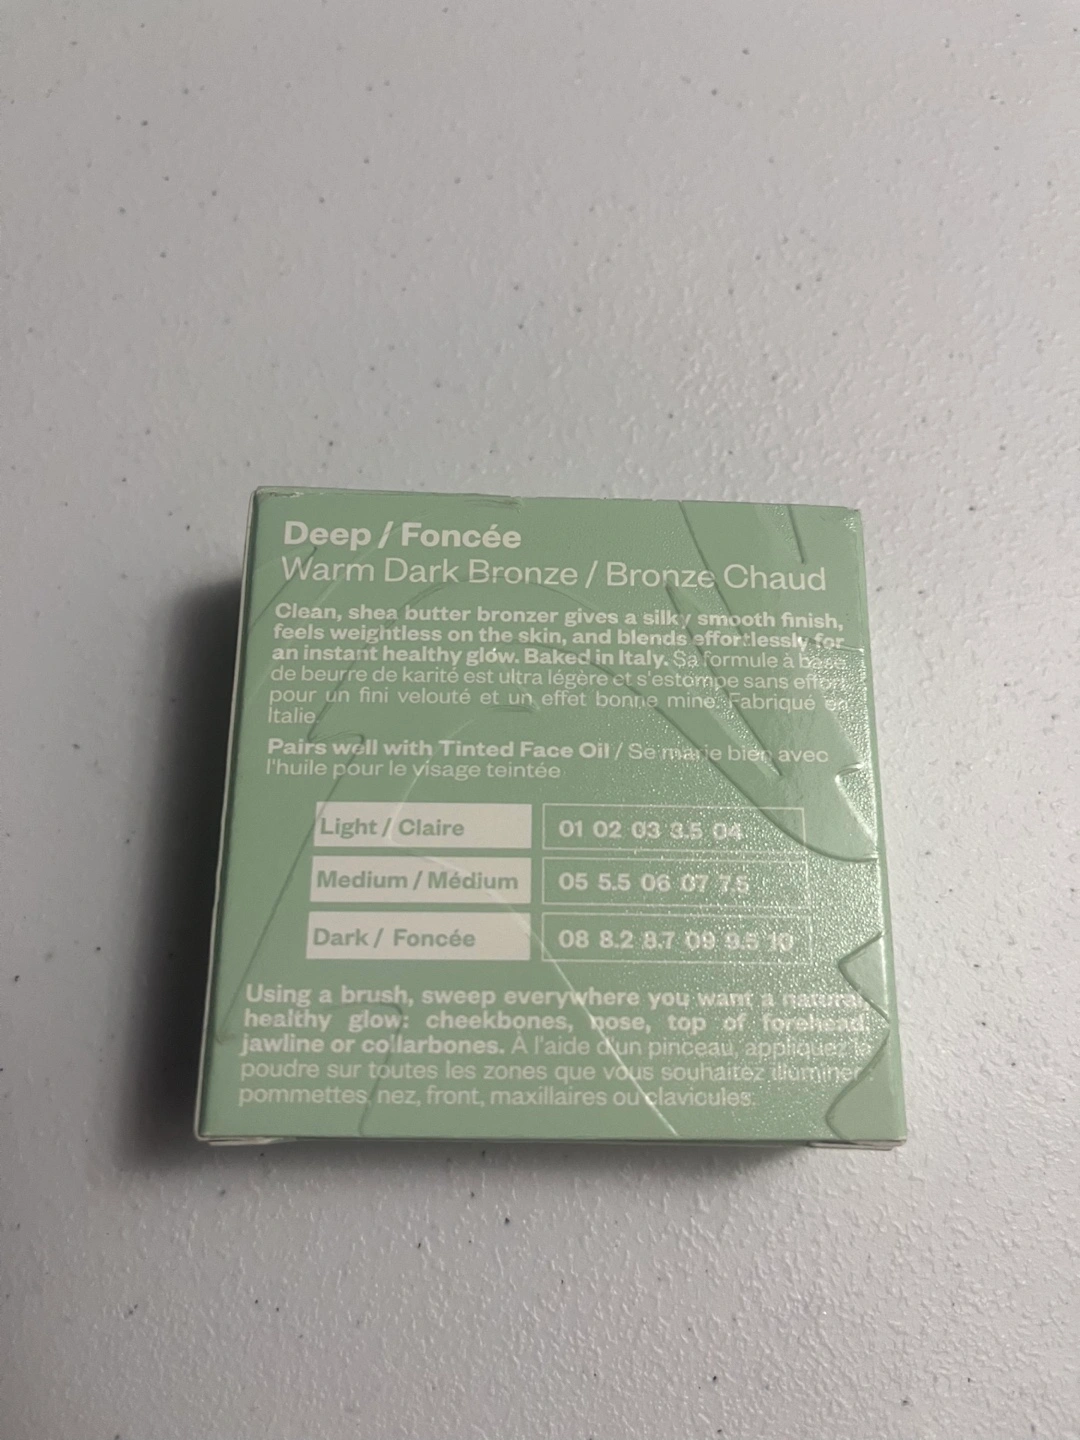 Deep / Foncée
Warm Dark Bronze / Bronze Chaud
Clean, shea butter bronzer gives a silky smooth finish,
feels weightless on the skin, and blends effortlessly for
an instant healthy glow. Baked in Italy. Sa formule à base
de beurre de karité est ultra légère et s'estompe sans effort
pour un fini velouté et un effet bonne mine. Fabriqué en
Italie.
Pairs well with Tinted Face Oil / Se marie bien avec
l'huile pour le visage teintée
Light / Claire 01 02 03 3.5 04
Medium / Médium 05 5.5 06 07 7.5
Dark / Foncée 08 8.2 8.7 09 9.5 10
Using a brush, sweep everywhere you want a natural,
healthy glow: cheekbones, nose, top of forehead,
jawline or collarbones. À l'aide d'un pinceau, appliquez la
poudre sur toutes les zones que vous souhaitez illuminer:
pommettes, nez, front, maxillaires ou clavicules.